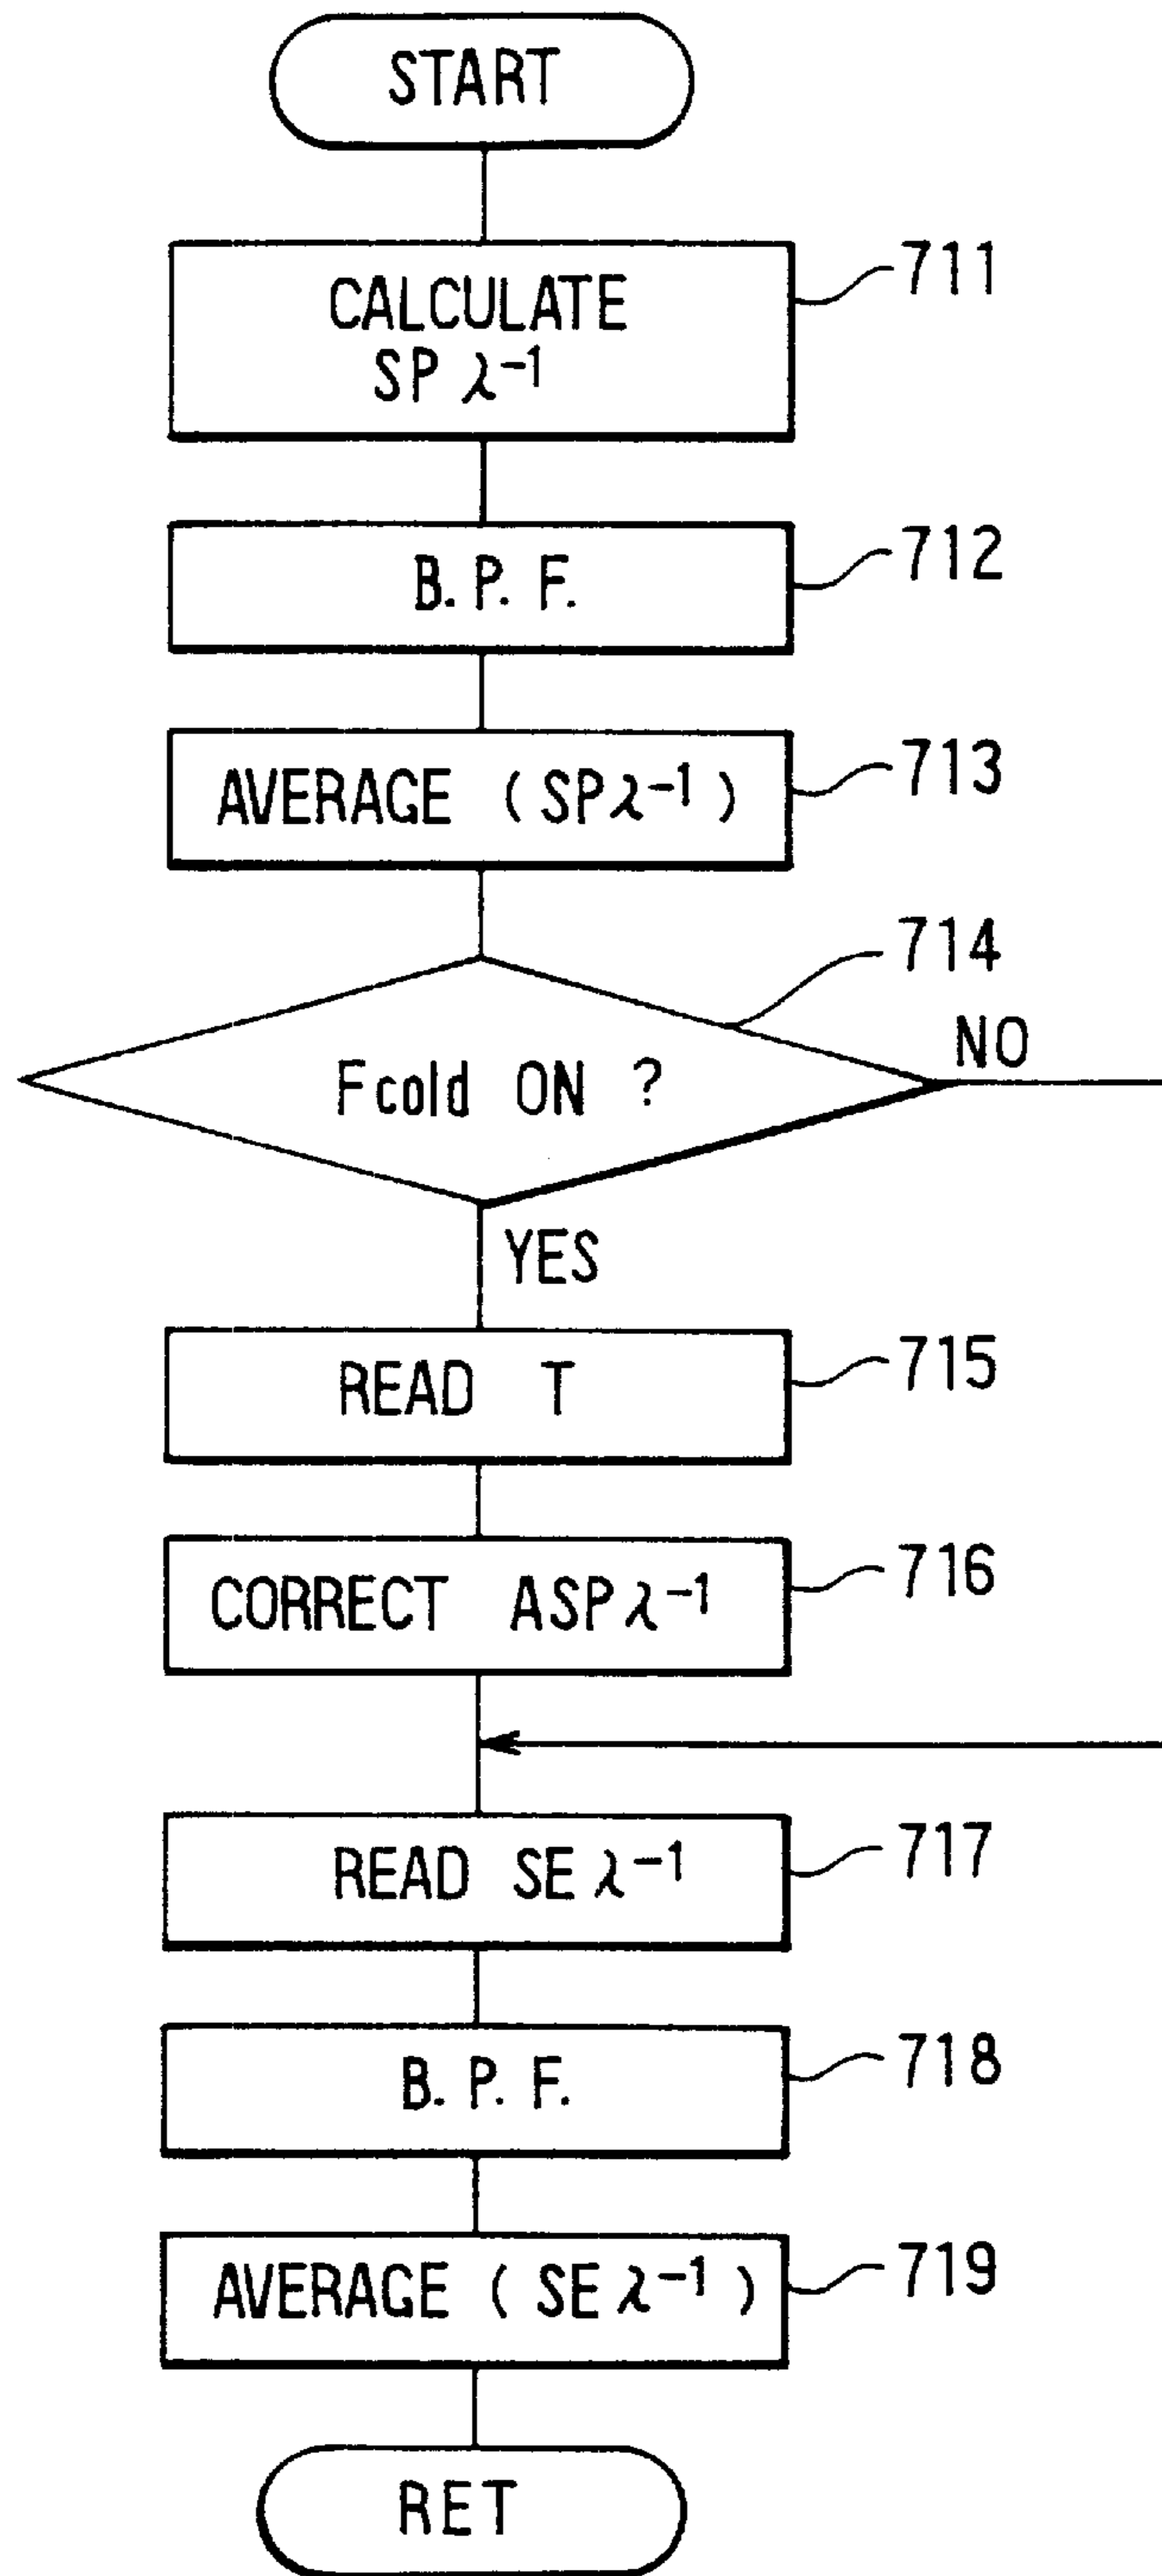 START
CALCULATE
SP λ⁻¹
711
B. P. F.
712
AVERAGE ( SP λ⁻¹ )
713
714
Fcold ON ?
NO
YES
READ T
715
CORRECT ASP λ⁻¹
716
READ SE λ⁻¹
717
B. P. F.
718
AVERAGE ( SE λ⁻¹ )
719
RET